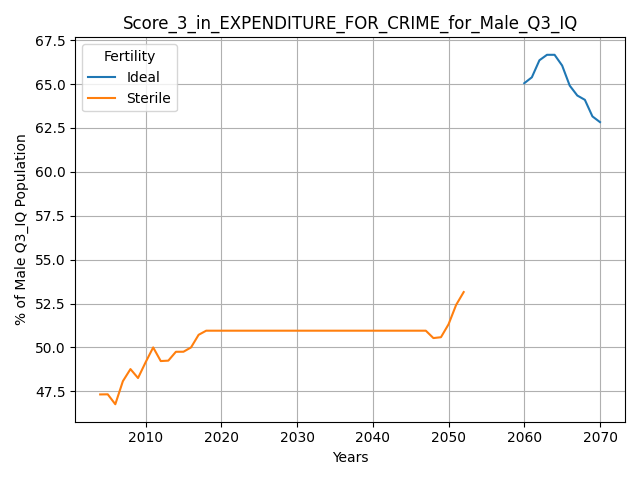 Score_3_in_EXPENDITURE_FOR_CRIME_for_Male_Q3_IQ
67.5
65.0
62.5
60.0
57.5
55.0
52.5
50.0
47.5
% of Male Q3_IQ Population
Fertility
Ideal
Sterile
2010 2020 2030 2040 2050 2060 2070
Years